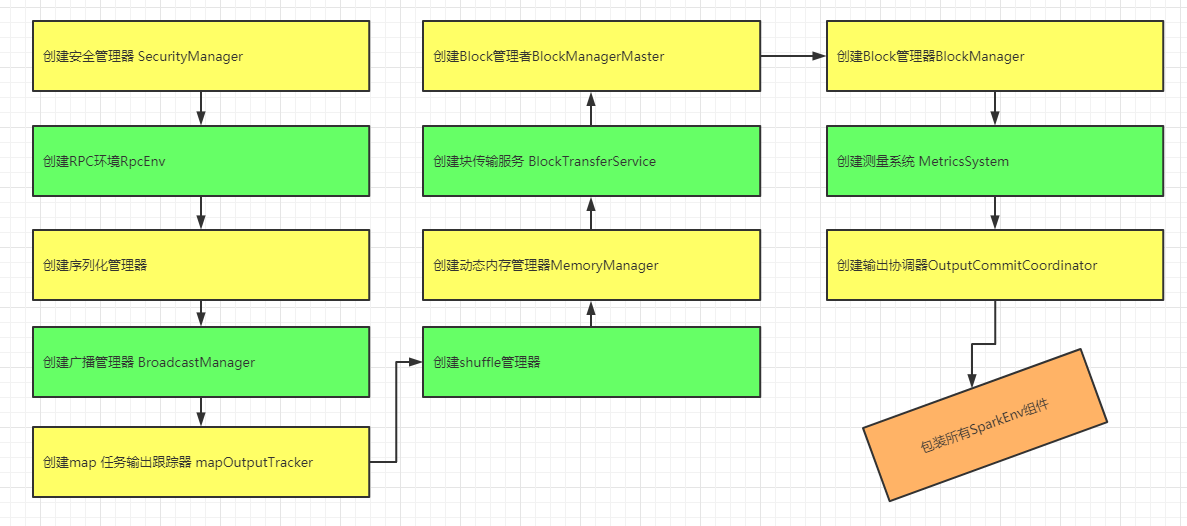 创建安全管理器 SecurityManager
创建RPC环境RpcEnv
创建序列化管理器
创建广播管理器 BroadcastManager
创建map 任务输出跟踪器 mapOutputTracker
创建shuffle管理器
创建动态内存管理器MemoryManager
创建块传输服务 BlockTransferService
创建Block管理者BlockManagerMaster
创建Block管理器BlockManager
创建测量系统 MetricsSystem
创建输出协调器OutputCommitCoordinator
包装所有SparkEnv组件